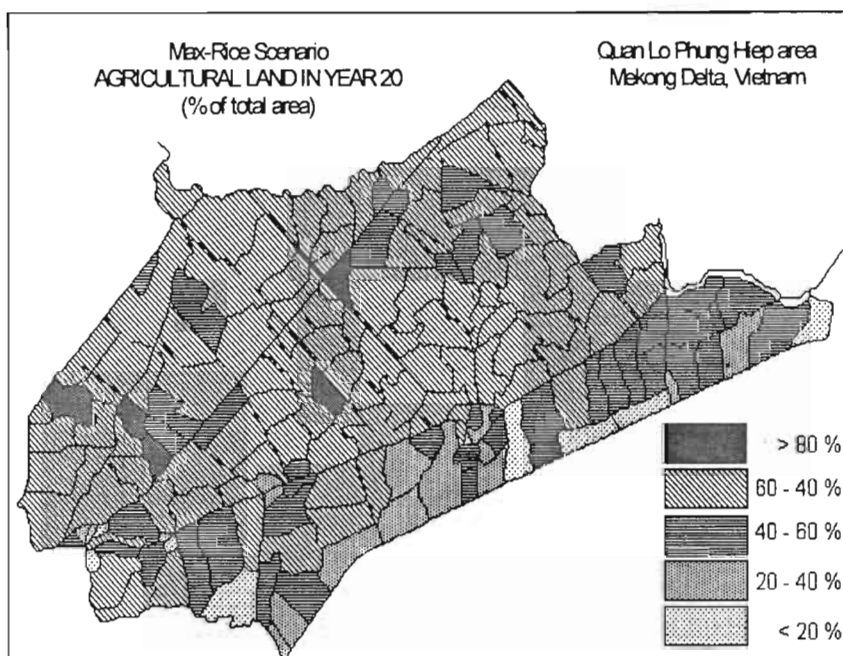 Max-Rice Scenario
AGRICULTURAL LAND IN YEAR 20
(% of total area)
Quan Lo Phung Hiep area
Mekong Delta, Vietnam
> 80 %
60 - 40 %
40 - 60 %
20 - 40 %
< 20 %